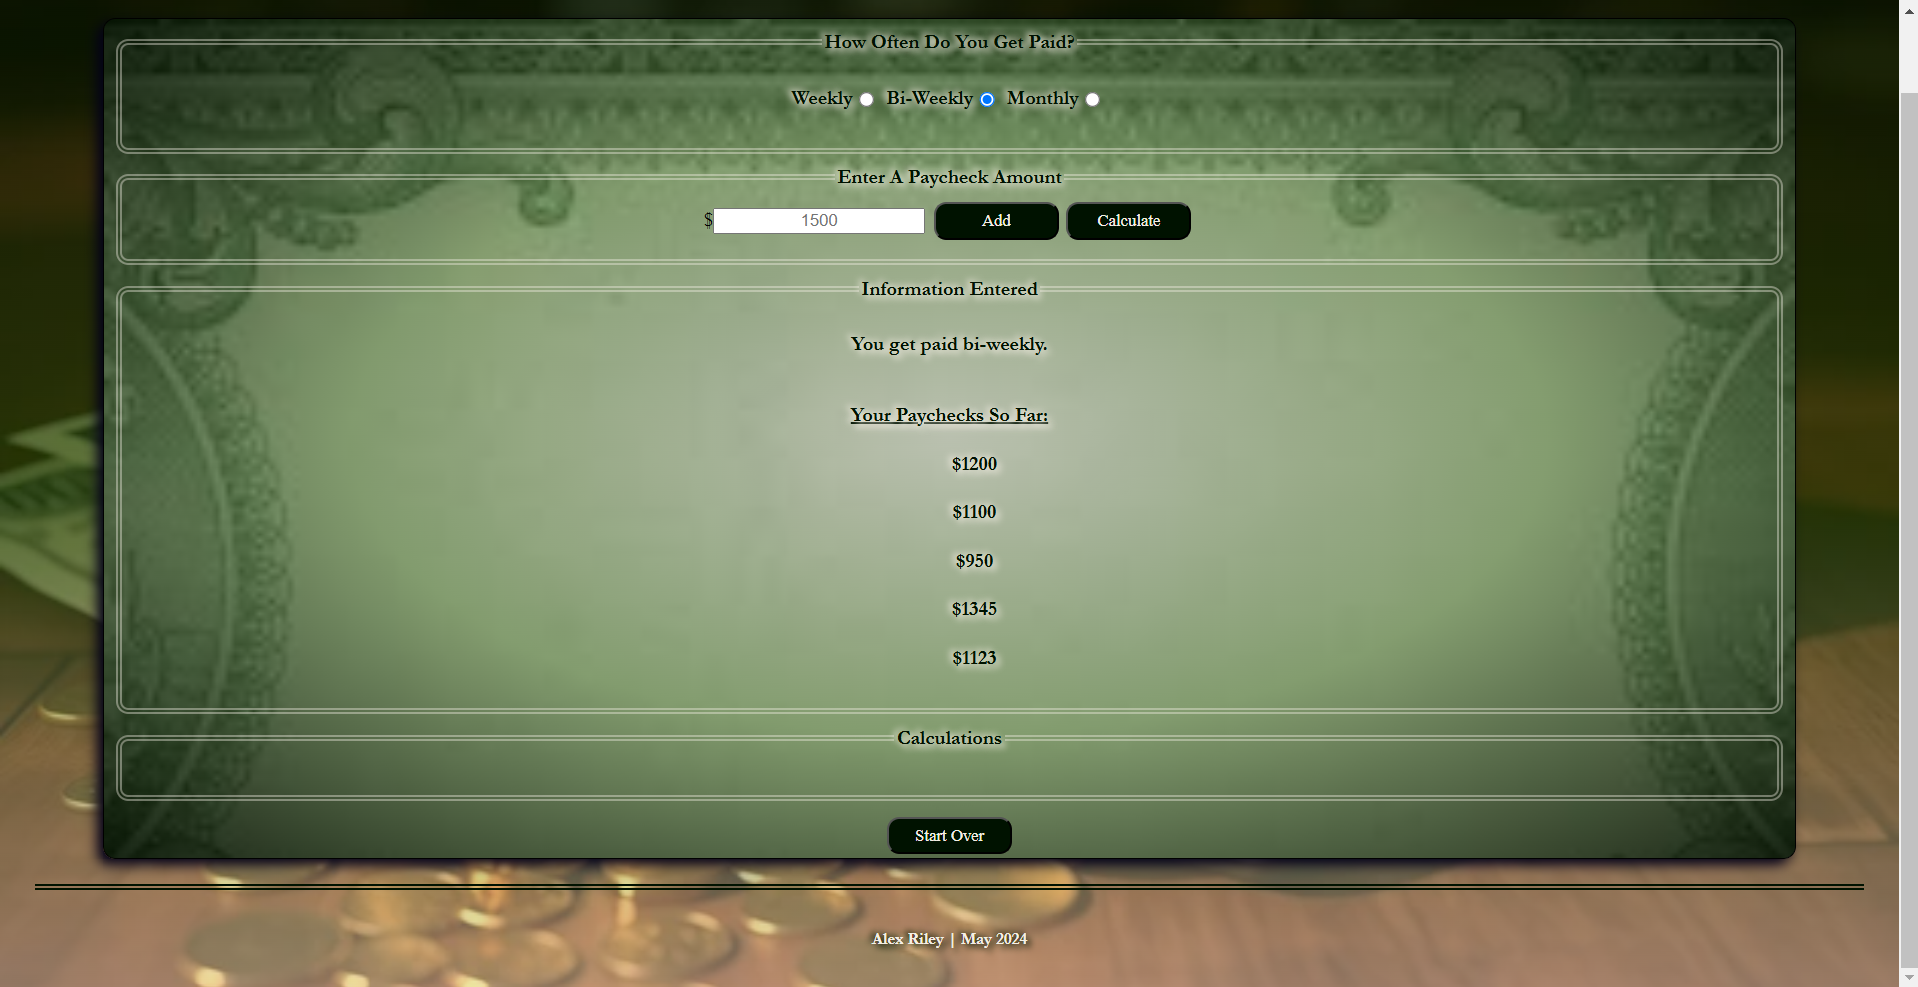 How Often Do You Get Paid?
Weekly Bi-Weekly Monthly
Enter A Paycheck Amount
$ 1500 Add Calculate
Information Entered
You get paid bi-weekly.
Your Paychecks So Far:
$1200
$1100
$950
$1345
$1123
Calculations
Start Over
Alex Riley | May 2024